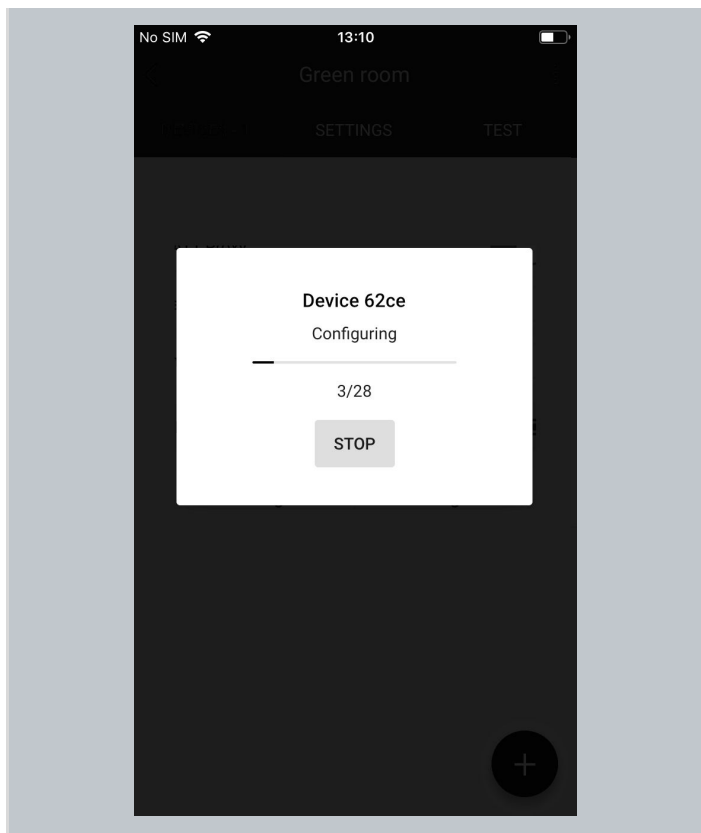 No SIM
13:10
Green room
SETTINGS
TEST
Device 62ce
Configuring
3/28
STOP